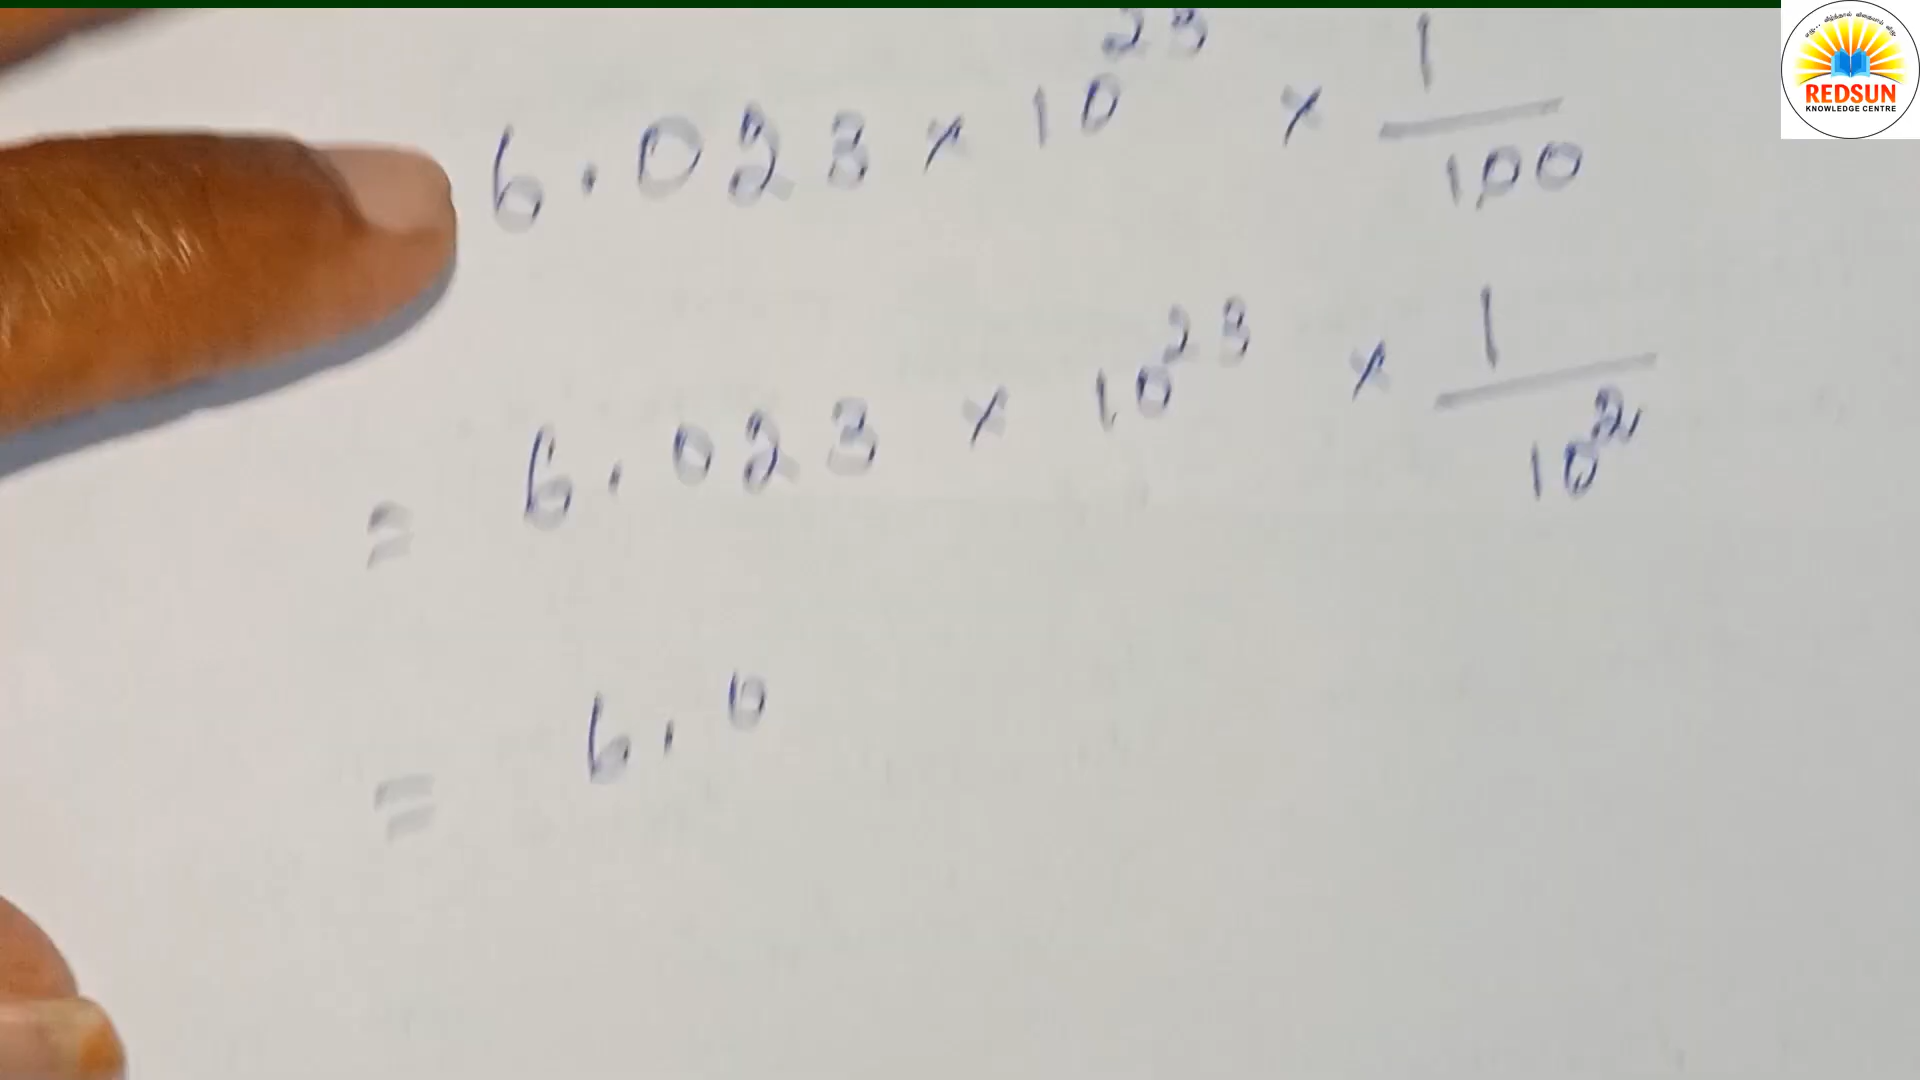 6.023 × 10²³ × 1/100
= 6.023 × 10²³ × 1/10²
= 6.0
REDSUN
KNOWLEDGE CENTRE